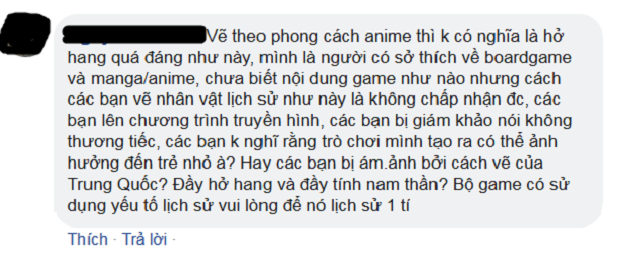 Vẽ theo phong cách anime thì k có nghĩa là hở
hang quá đáng như này, mình là người có sở thích về boardgame
và manga/anime, chưa biết nội dung game như nào nhưng cách
các bạn vẽ nhân vật lịch sử như này là không chấp nhận đc, các
bạn lên chương trình truyền hình, các bạn bị giám khảo nói không
thương tiếc, các bạn k nghĩ rằng trò chơi mình tạo ra có thể ảnh
hưởng đến trẻ nhỏ à? Hay các bạn bị ám.ảnh bởi cách vẽ của
Trung Quốc? Đầy hở hang và đầy tính nam thần? Bộ game có sử
dụng yếu tố lịch sử vui lòng để nó lịch sử 1 tí
Thích · Trả lời ·